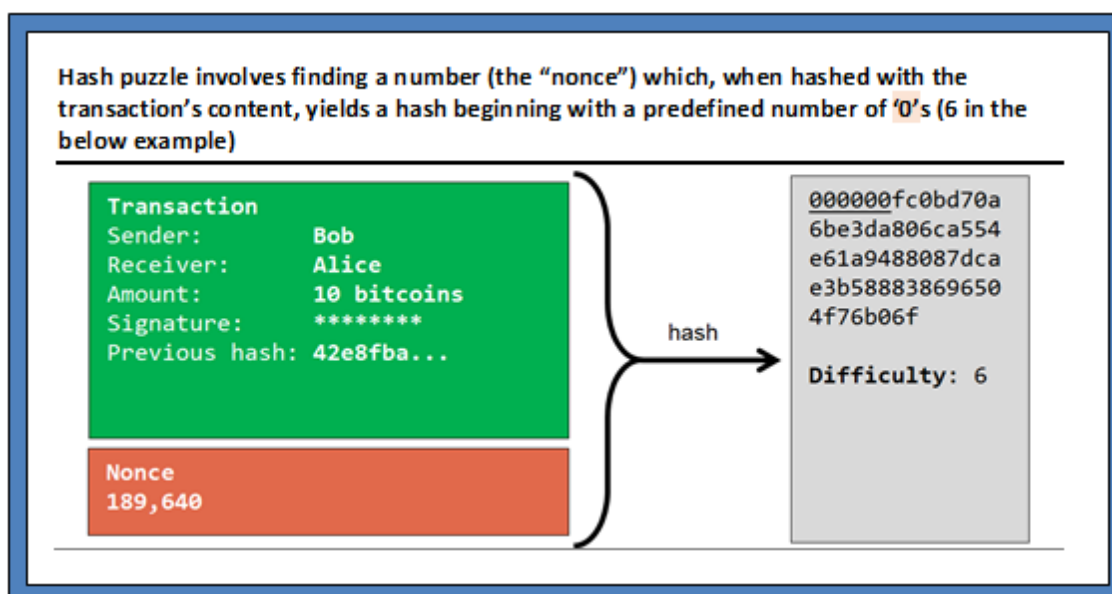 Hash puzzle involves finding a number (the “nonce”) which, when hashed with the
transaction’s content, yields a hash beginning with a predefined number of ‘0’s (6 in the
below example)
Transaction
Sender: Bob
Receiver: Alice
Amount: 10 bitcoins
Signature: ********
Previous hash: 42e8fba...
Nonce
189,640
hash
000000fc0bd70a
6be3da806ca554
e61a9488087dca
e3b58883869650
4f76b06f
Difficulty: 6